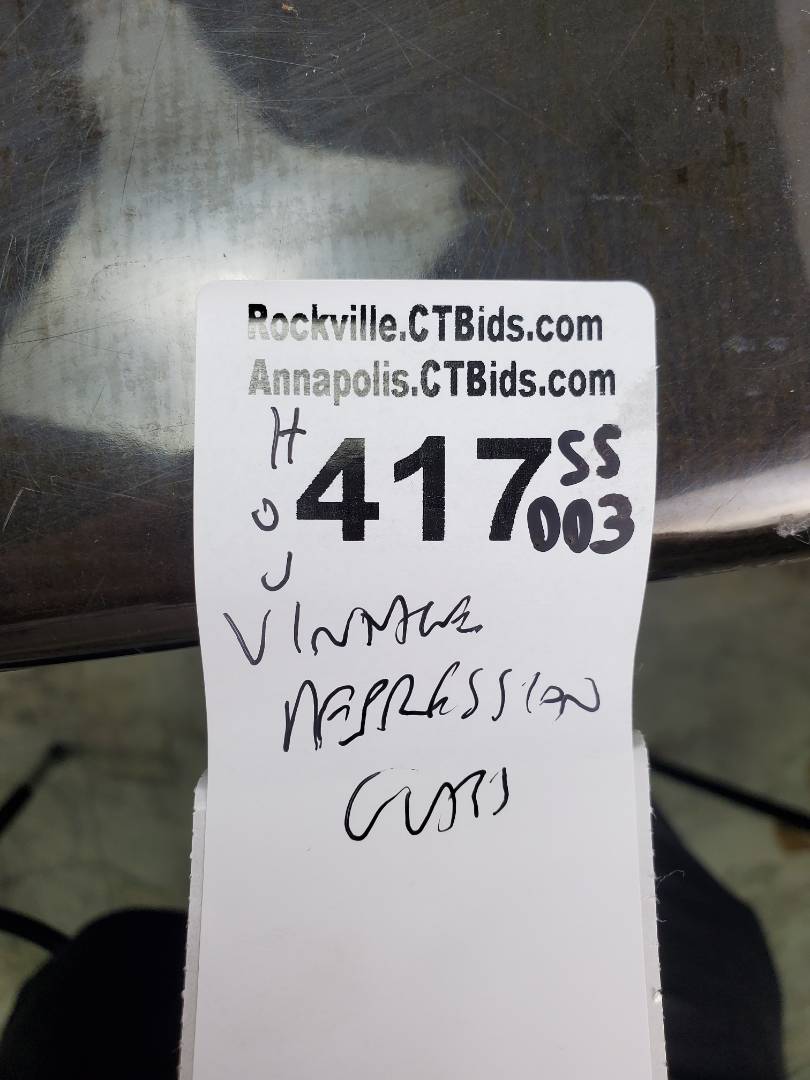 Rockville.CTBids.com
Annapolis.CTBids.com
H
O
J
417 SS
003
VINTAGE
DEPRESSION
GLASS